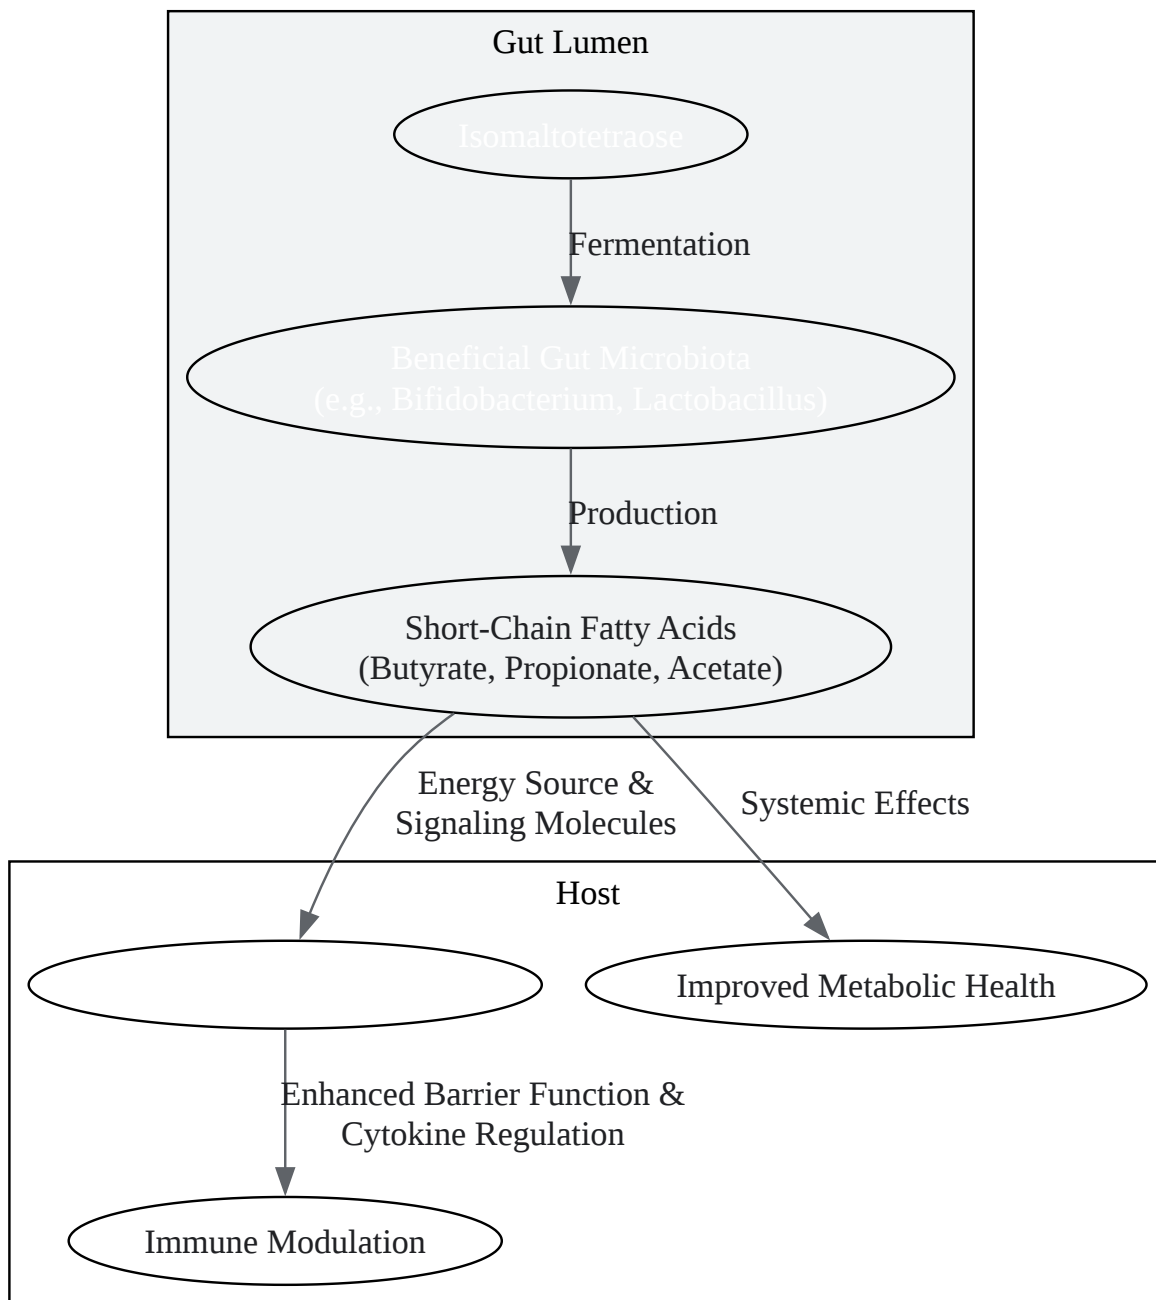 Gut Lumen
Isomaltotetraose
Fermentation
Beneficial Gut Microbiota
(e.g., Bifidobacterium, Lactobacillus)
Production
Short-Chain Fatty Acids
(Butyrate, Propionate, Acetate)
Energy Source &
Signaling Molecules
Systemic Effects
Host
Improved Metabolic Health
Enhanced Barrier Function &
Cytokine Regulation
Immune Modulation